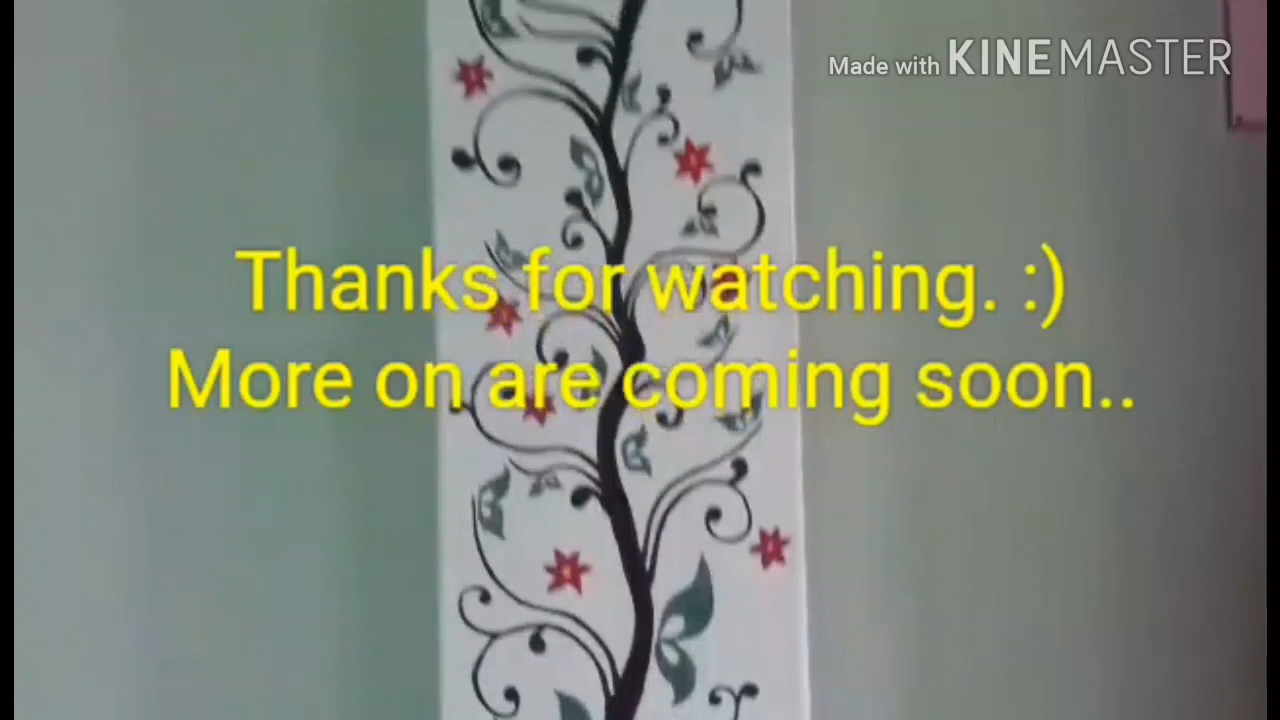 Made with KINEMASTER
Thanks for watching. :)
More on are coming soon..